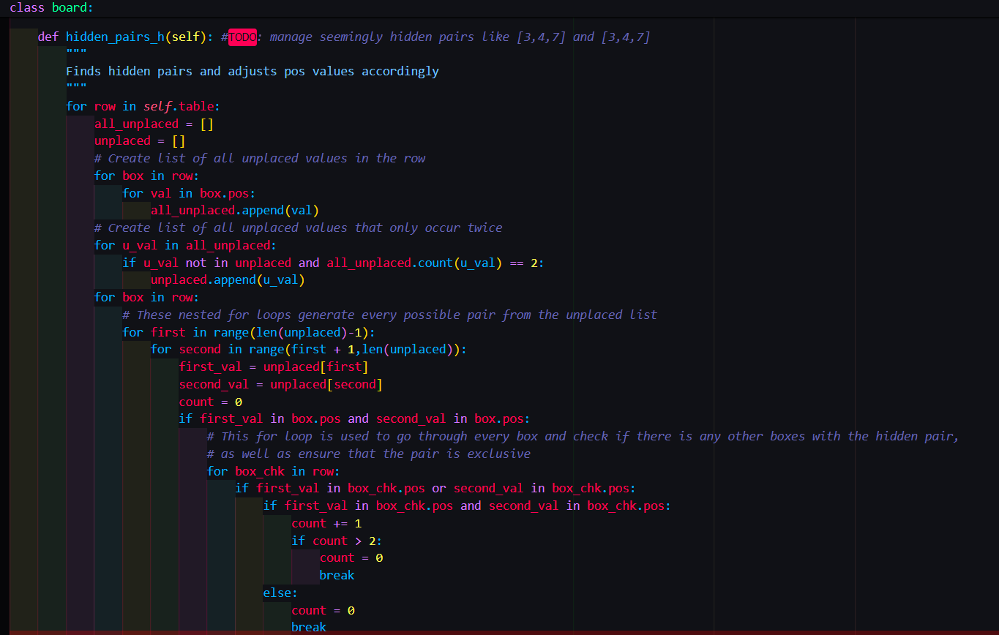 class board:
def hidden_pairs_h(self): #TODO: manage seemingly hidden pairs like [3,4,7] and [3,4,7]
"""
Finds hidden pairs and adjusts pos values accordingly
"""
for row in self.table:
all_unplaced = []
unplaced = []
# Create list of all unplaced values in the row
for box in row:
for val in box.pos:
all_unplaced.append(val)
# Create list of all unplaced values that only occur twice
for u_val in all_unplaced:
if u_val not in unplaced and all_unplaced.count(u_val) == 2:
unplaced.append(u_val)
for box in row:
# These nested for loops generate every possible pair from the unplaced list
for first in range(len(unplaced)-1):
for second in range(first + 1,len(unplaced)):
first_val = unplaced[first]
second_val = unplaced[second]
count = 0
if first_val in box.pos and second_val in box.pos:
# This for loop is used to go through every box and check if there is any other boxes with the hidden pair,
# as well as ensure that the pair is exclusive
for box_chk in row:
if first_val in box_chk.pos or second_val in box_chk.pos:
if first_val in box_chk.pos and second_val in box_chk.pos:
count += 1
if count > 2:
count = 0
break
else:
count = 0
break